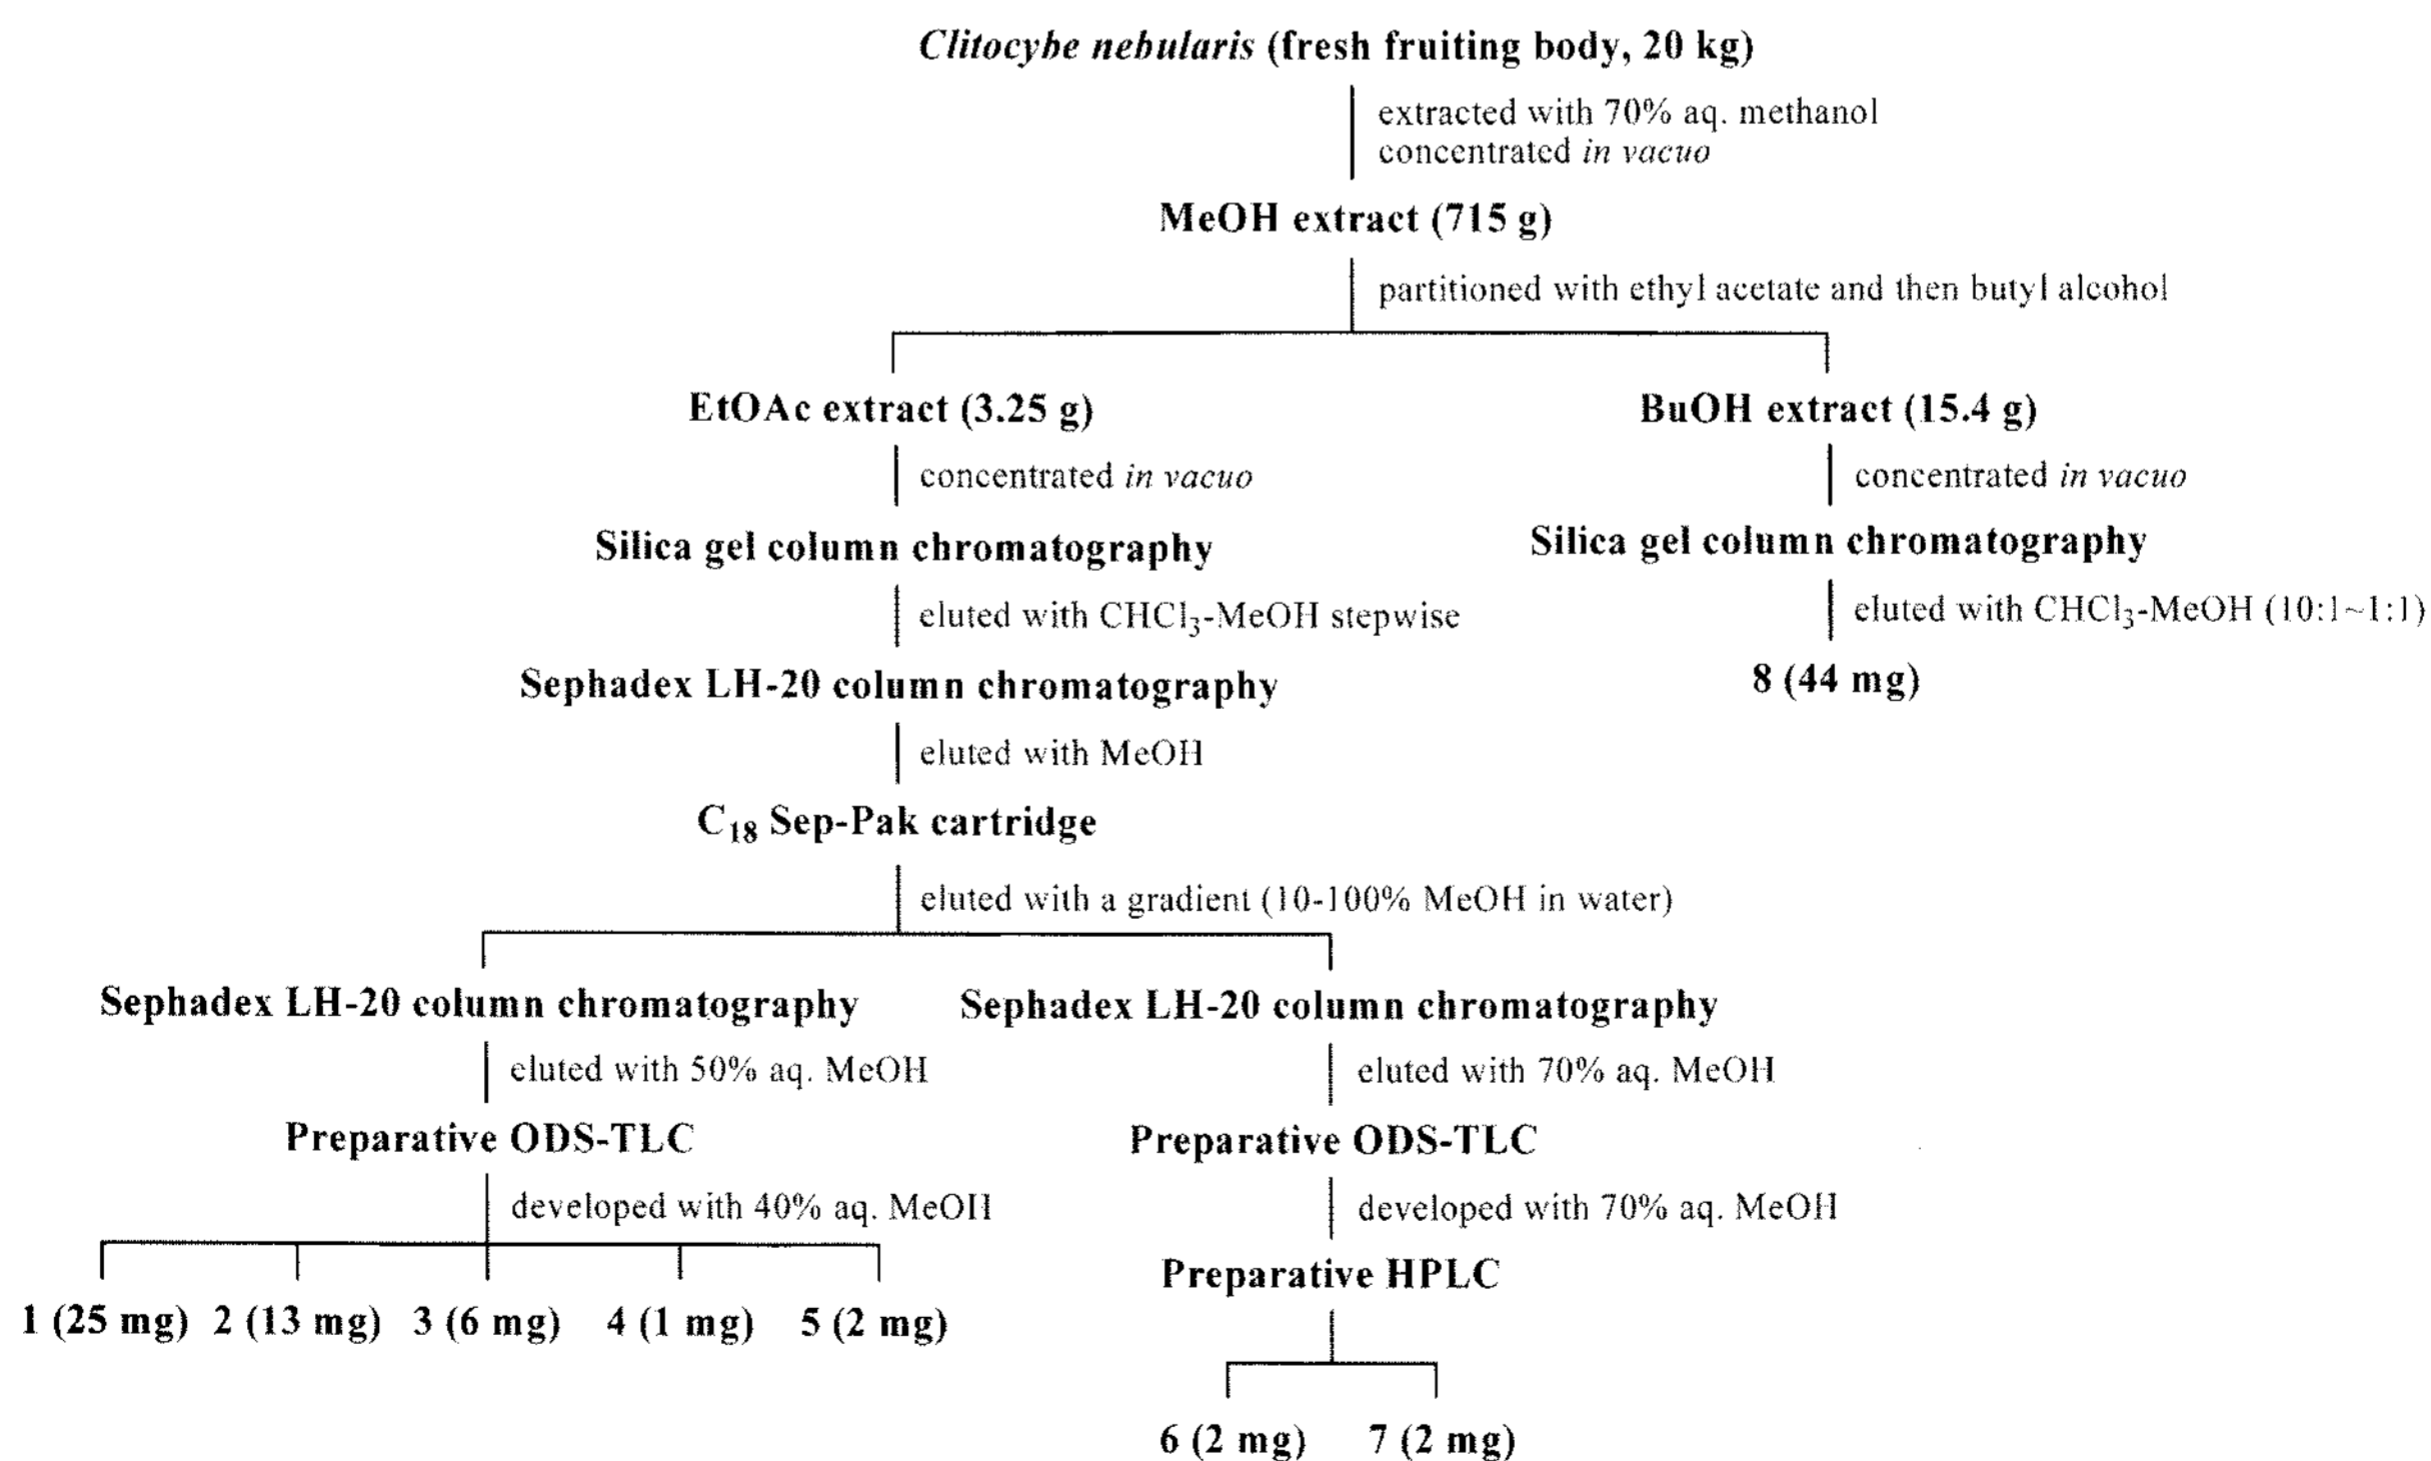 Clitocybe nebularis (fresh fruiting body, 20 kg)
extracted with 70% aq. methanol
concentrated in vacuo
MeOH extract (715 g)
partitioned with ethyl acetate and then butyl alcohol
EtOAc extract (3.25 g)
BuOH extract (15.4 g)
concentrated in vacuo
concentrated in vacuo
Silica gel column chromatography
Silica gel column chromatography
eluted with CHCl₃-MeOH stepwise
eluted with CHCl₃-MeOH (10:1~1:1)
Sephadex LH-20 column chromatography
8 (44 mg)
eluted with MeOH
C₁₈ Sep-Pak cartridge
eluted with a gradient (10-100% MeOH in water)
Sephadex LH-20 column chromatography
Sephadex LH-20 column chromatography
eluted with 50% aq. MeOH
eluted with 70% aq. MeOH
Preparative ODS-TLC
Preparative ODS-TLC
developed with 40% aq. MeOH
developed with 70% aq. MeOH
Preparative HPLC
1 (25 mg) 2 (13 mg) 3 (6 mg) 4 (1 mg) 5 (2 mg)
6 (2 mg) 7 (2 mg)